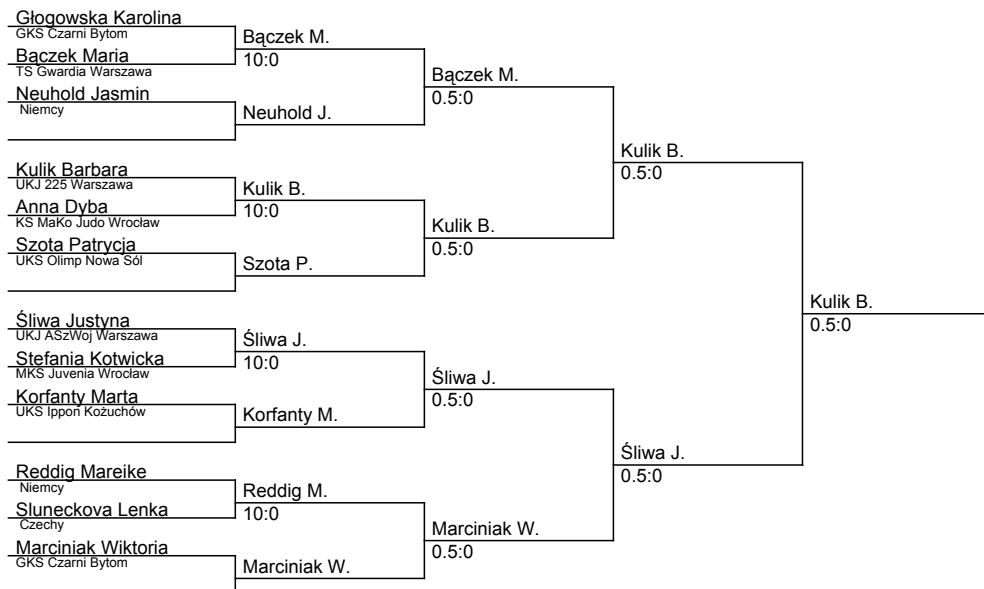 Głogowska Karolina
GKS Czarni Bytom
Bączek Maria
TS Gwardia Warszawa
Neuhold Jasmin
Niemcy
Kulik Barbara
UKJ 225 Warszawa
Anna Dyba
KS MaKo Judo Wrocław
Szota Patrycja
UKS Olimp Nowa Sól
Śliwa Justyna
UKJ ASzWoj Warszawa
Stefania Kotwicka
MKS Juvenia Wrocław
Korfanty Marta
UKS Ippon Kożuchów
Reddig Mareike
Niemcy
Sluneckova Lenka
Czechy
Marciniak Wiktoria
GKS Czarni Bytom
Bączek M.
10:0
Neuhold J.
Kulik B.
10:0
Szota P.
Śliwa J.
10:0
Korfanty M.
Reddig M.
10:0
Marciniak W.
Bączek M.
0.5:0
Kulik B.
0.5:0
Śliwa J.
0.5:0
Marciniak W.
0.5:0
Kulik B.
0.5:0
Śliwa J.
0.5:0
Kulik B.
0.5:0